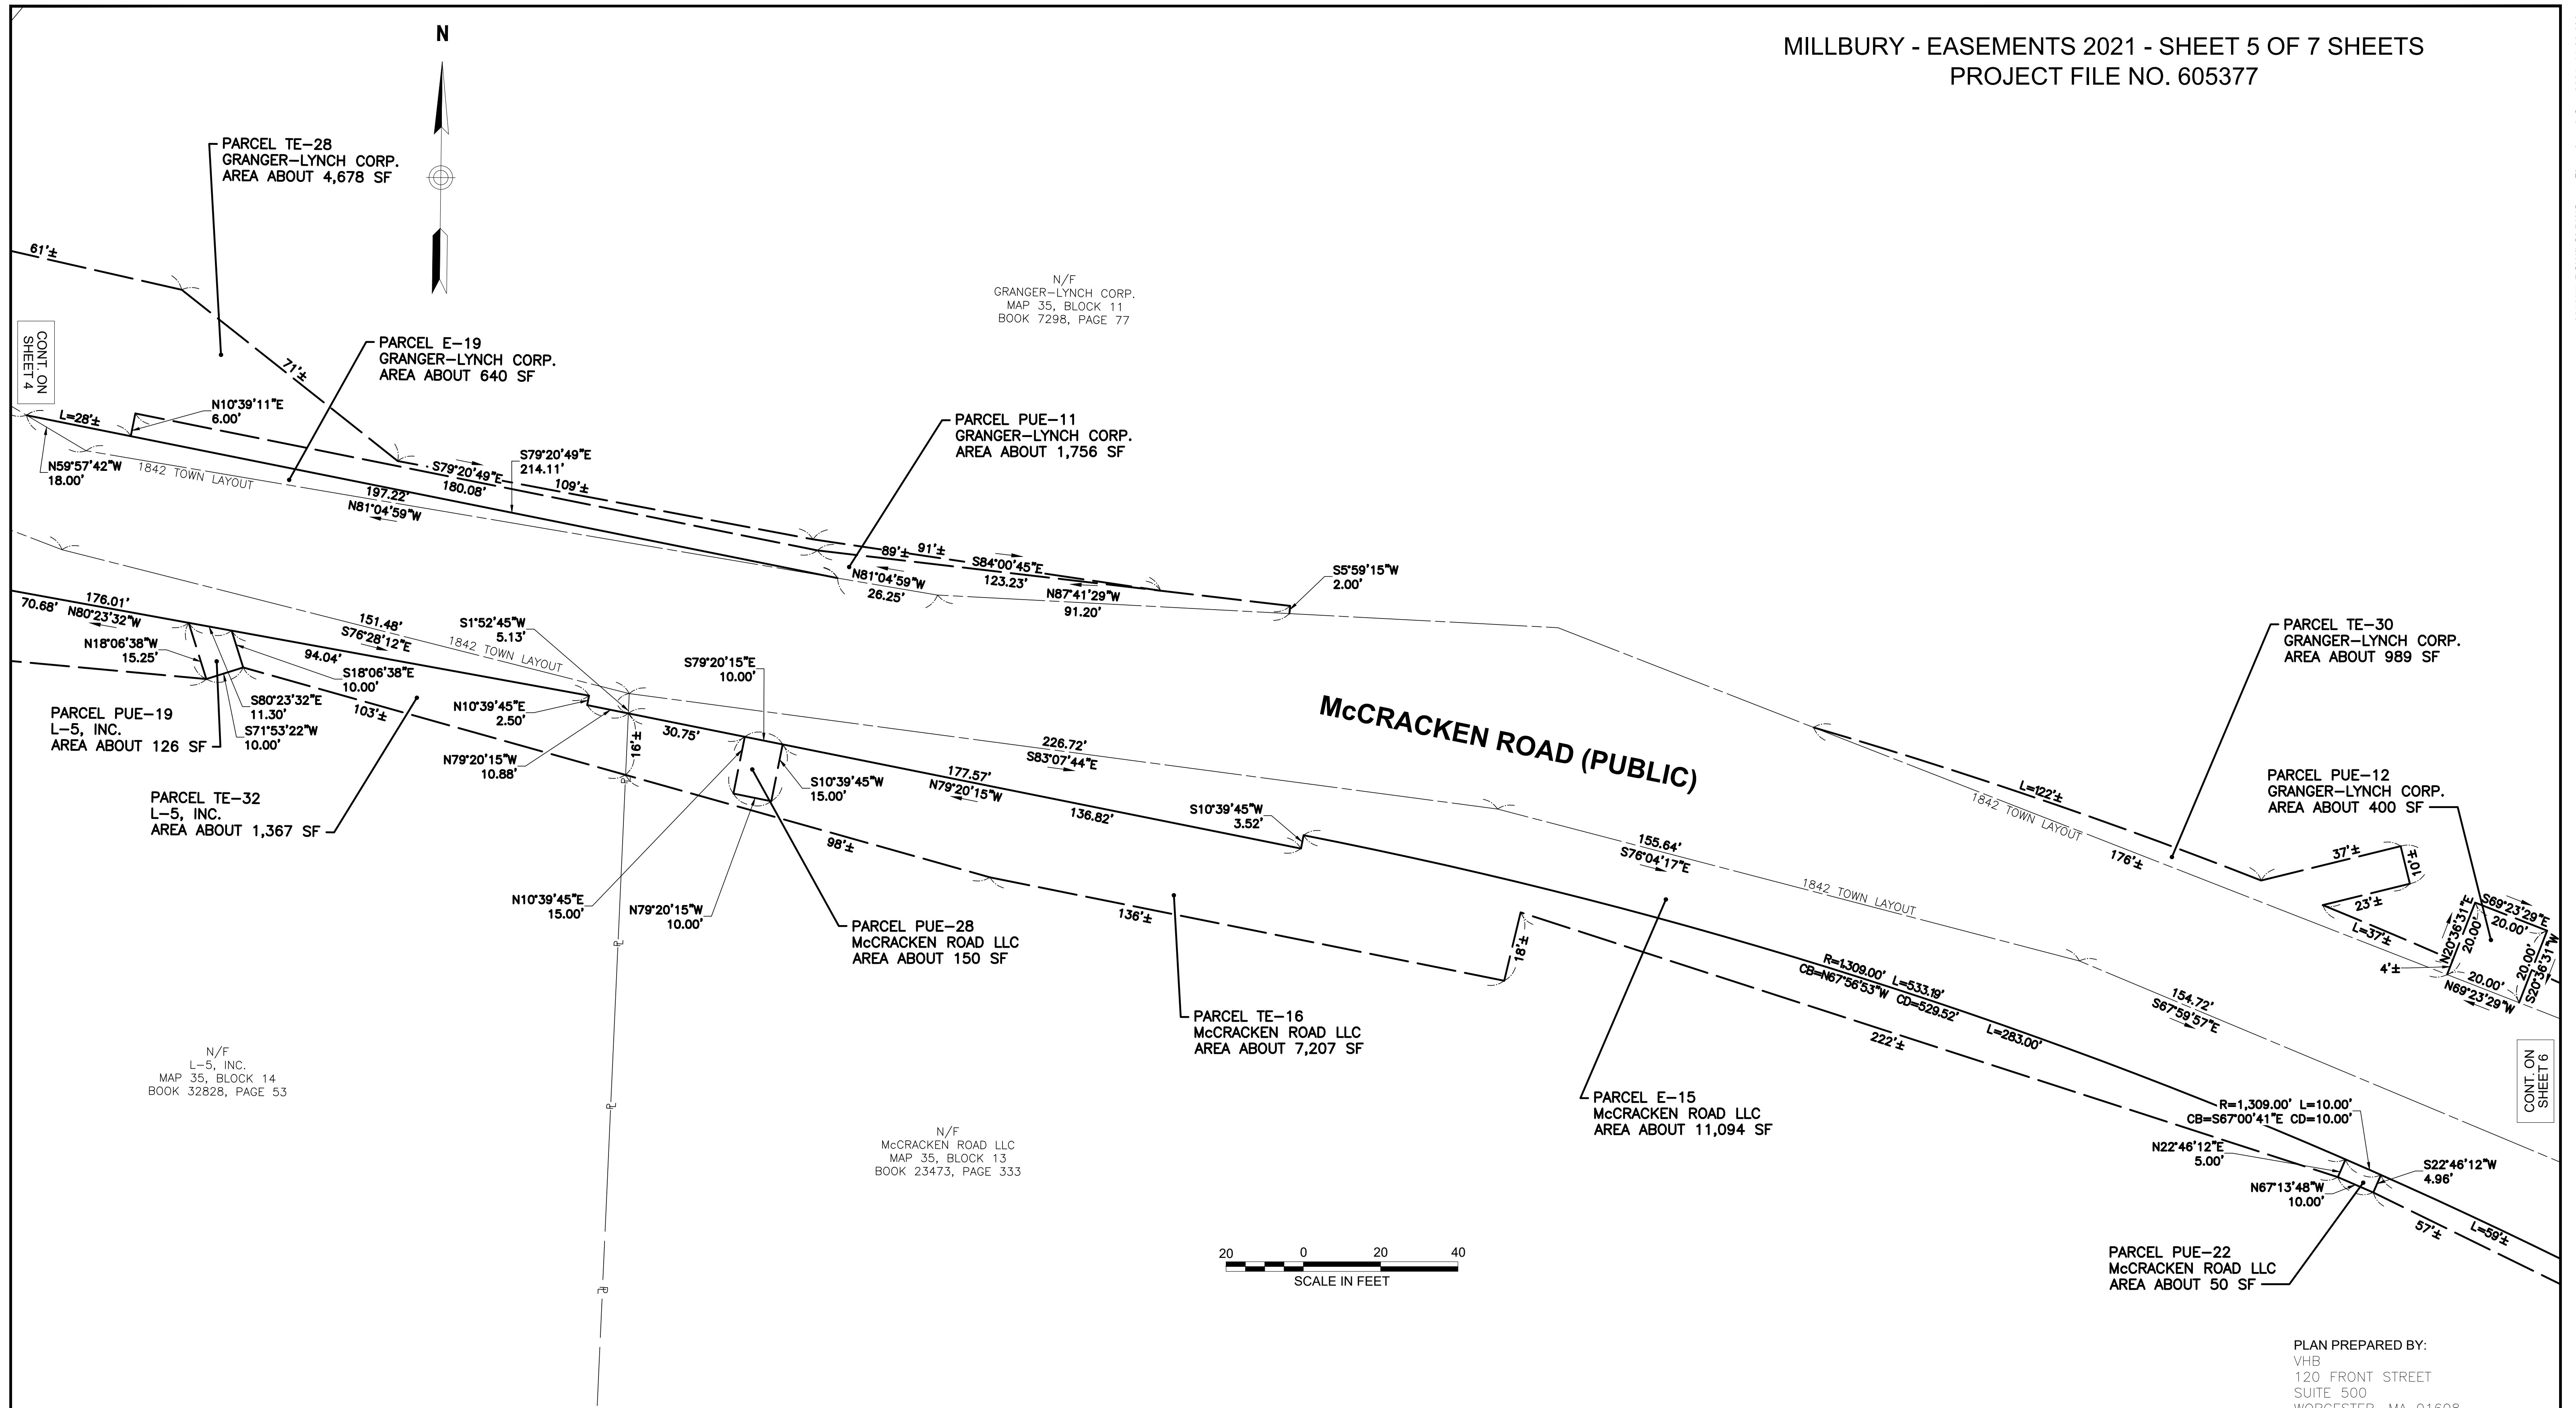 MILLBURY - EASEMENTS 2021 - SHEET 5 OF 7 SHEETS
PROJECT FILE NO. 605377
N
PARCEL TE-28
GRANGER-LYNCH CORP.
AREA ABOUT 4,678 SF
61'±
71'±
CONT. ON
SHEET 4
N/F
GRANGER-LYNCH CORP.
MAP 35, BLOCK 11
BOOK 7298, PAGE 77
PARCEL E-19
GRANGER-LYNCH CORP.
AREA ABOUT 640 SF
L=28'±
N10°39'11"E
6.00'
N59°57'42"W
18.00'
1842 TOWN LAYOUT
S79°20'49"E
180.08'
S79°20'49"E
214.11'
109'±
197.22'
N81°04'59"W
PARCEL PUE-11
GRANGER-LYNCH CORP.
AREA ABOUT 1,756 SF
89'±
91'±
N81°04'59"W
26.25'
S84°00'45"E
123.23'
N87°41'29"W
91.20'
S5°59'15"W
2.00'
176.01'
70.68'
N80°23'32"W
N18°06'38"W
15.25'
151.48'
S76°28'12"E
94.04'
1842 TOWN LAYOUT
S1°52'45"W
5.13'
S18°06'38"E
10.00'
S80°23'32"E
11.30'
S71°53'22"W
10.00'
103'±
PARCEL PUE-19
L-5, INC.
AREA ABOUT 126 SF
PARCEL TE-32
L-5, INC.
AREA ABOUT 1,367 SF
N10°39'45"E
2.50'
N79°20'15"W
10.88'
16'±
30.75'
S79°20'15"E
10.00'
S10°39'45"W
15.00'
N10°39'45"E
15.00'
N79°20'15"W
10.00'
98'±
PARCEL PUE-28
McCRACKEN ROAD LLC
AREA ABOUT 150 SF
226.72'
S83°07'44"E
177.57'
N79°20'15"W
136.82'
S10°39'45"W
3.52'
McCRACKEN ROAD (PUBLIC)
136'±
18'±
PARCEL TE-16
McCRACKEN ROAD LLC
AREA ABOUT 7,207 SF
155.64'
S76°04'17"E
1842 TOWN LAYOUT
R=1309.00' L=533.19'
CB=N67°56'53"W CD=529.52'
L=283.00'
222'±
154.72'
S67°59'57"E
PARCEL E-15
McCRACKEN ROAD LLC
AREA ABOUT 11,094 SF
PARCEL TE-30
GRANGER-LYNCH CORP.
AREA ABOUT 989 SF
L=122'±
1842 TOWN LAYOUT
176'±
PARCEL PUE-12
GRANGER-LYNCH CORP.
AREA ABOUT 400 SF
37'±
10'±
23'±
L=37'±
4'±
N20°36'31"E
20.00'
S69°23'29"E
20.00'
20.00'
S20°36'31"W
20.00'
N69°23'29"W
CONT. ON
SHEET 6
R=1,309.00' L=10.00'
CB=S67°00'41"E CD=10.00'
N22°46'12"E
5.00'
S22°46'12"W
4.96'
N67°13'48"W
10.00'
57'±
L=59'±
PARCEL PUE-22
McCRACKEN ROAD LLC
AREA ABOUT 50 SF
N/F
L-5, INC.
MAP 35, BLOCK 14
BOOK 32828, PAGE 53
N/F
McCRACKEN ROAD LLC
MAP 35, BLOCK 13
BOOK 23473, PAGE 333
20 0 20 40
SCALE IN FEET
PLAN PREPARED BY:
VHB
120 FRONT STREET
SUITE 500
WORCESTER, MA 01608